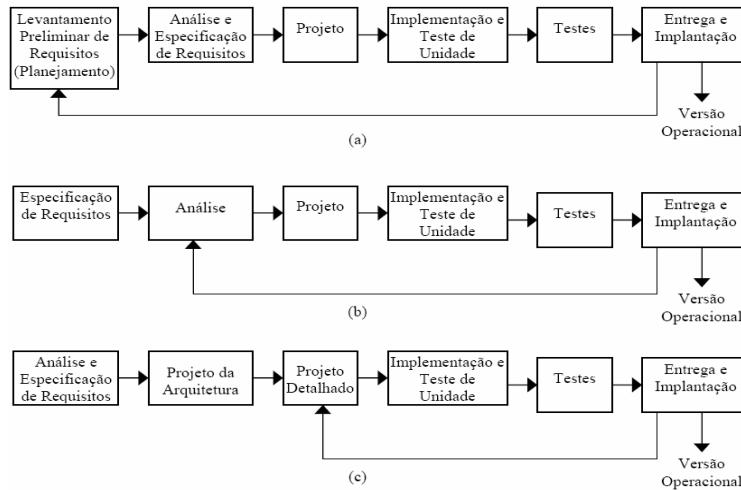 Levantamento
Preliminar de
Requisitos
(Planejamento)
Análise e
Especificação
de Requisitos
Projeto
Implementação e
Teste de
Unidade
Testes
Entrega e
Implantação
Versão
Operacional
(a)
Especificação
de Requisitos
Análise
Projeto
Implementação e
Teste de
Unidade
Testes
Entrega e
Implantação
Versão
Operacional
(b)
Análise e
Especificação
de Requisitos
Projeto da
Arquitetura
Projeto
Detalhado
Implementação e
Teste de
Unidade
Testes
Entrega e
Implantação
Versão
Operacional
(c)